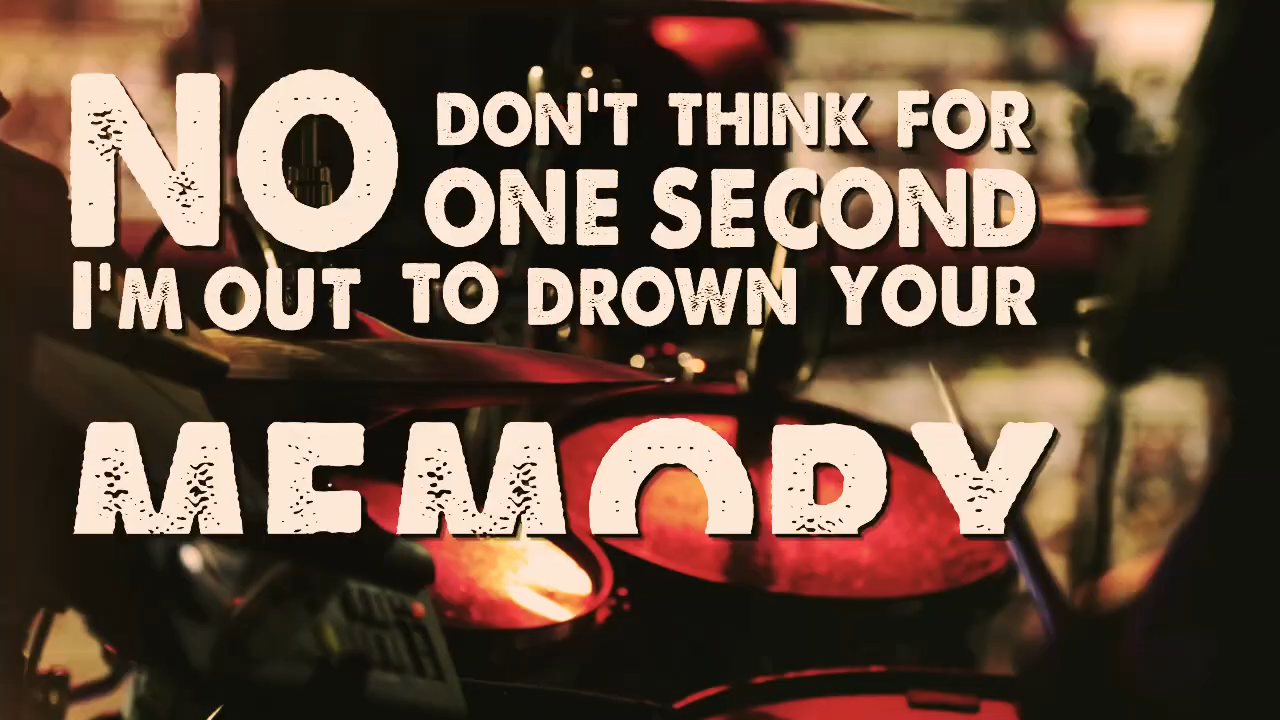 NO DON'T THINK FOR
ONE SECOND
I'M OUT TO DROWN YOUR
MEMORY